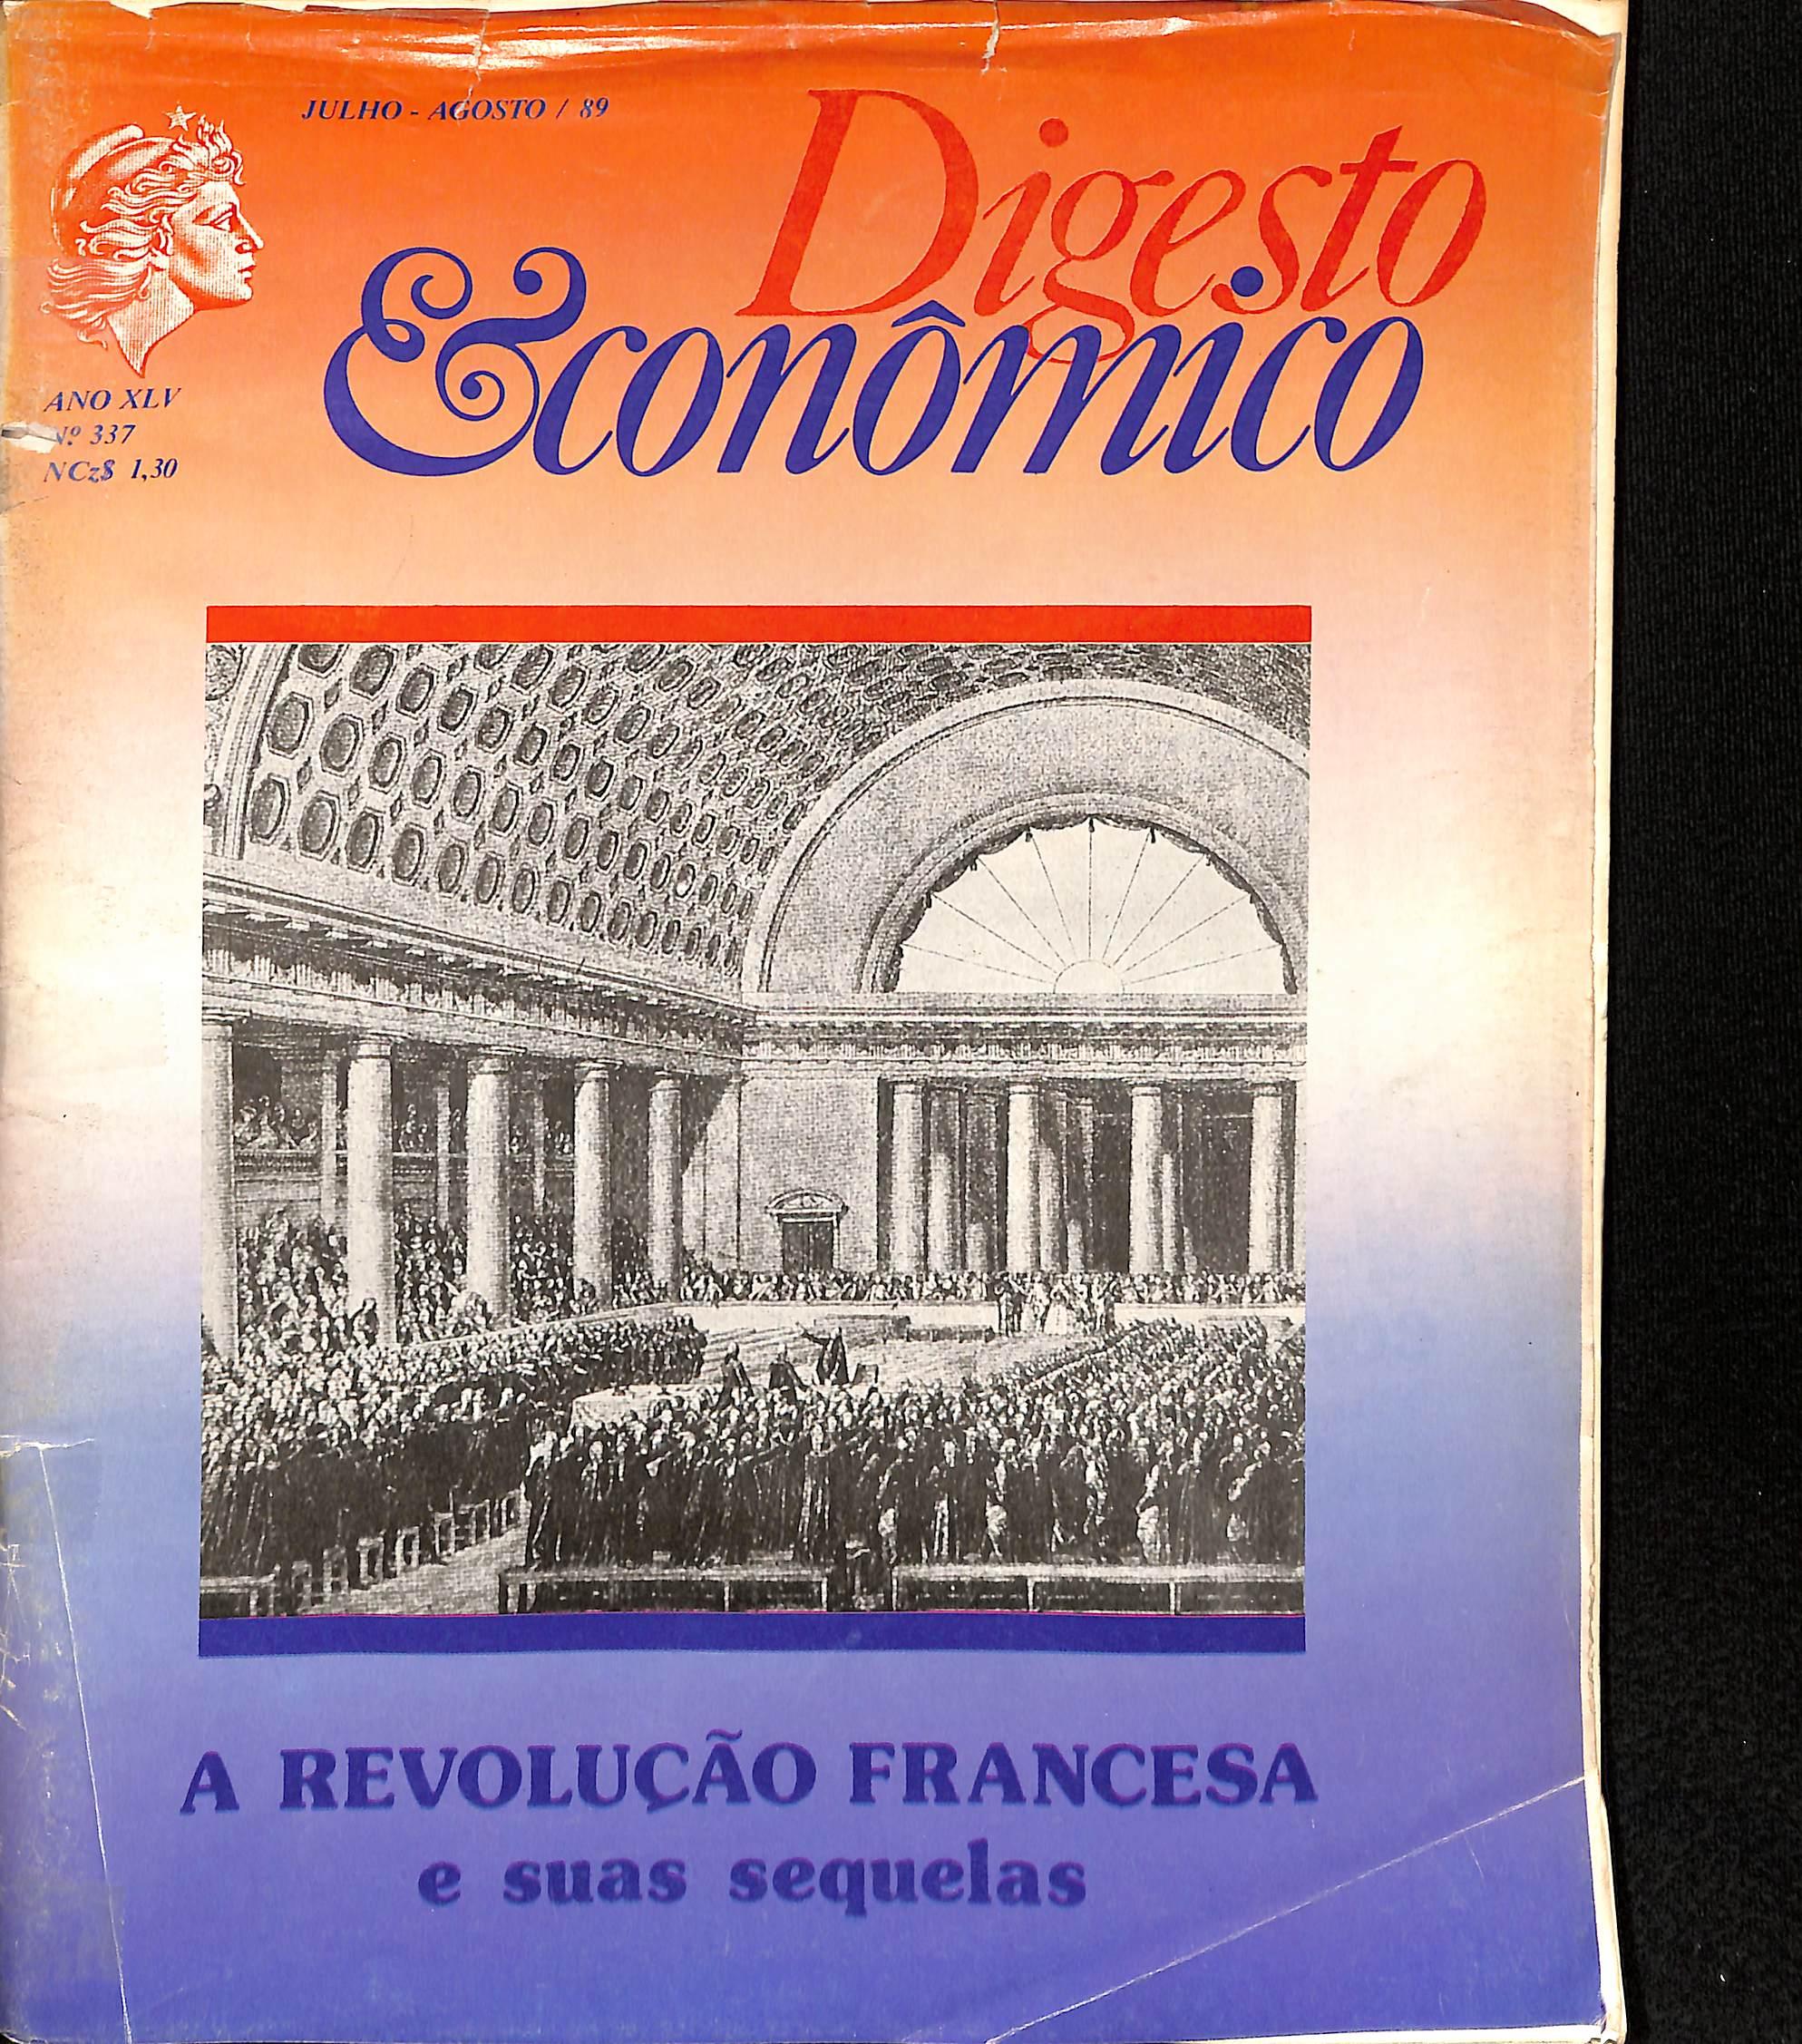 JULHO - AGOSTO / 89
Digesto
Econômico
ANO XLV
Nº 337
NCz$ 1,30
A REVOLUÇÃO FRANCESA
e suas sequelas